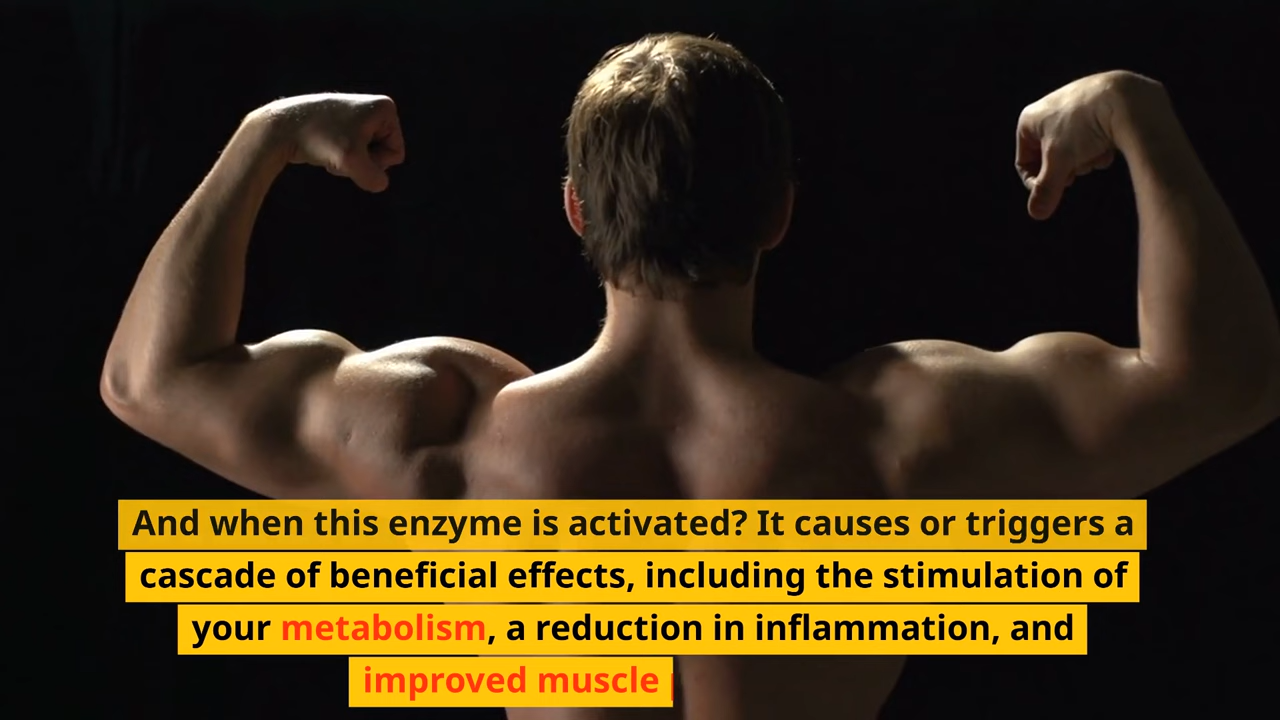 And when this enzyme is activated? It causes or triggers a
cascade of beneficial effects, including the stimulation of
your metabolism, a reduction in inflammation, and
improved muscle